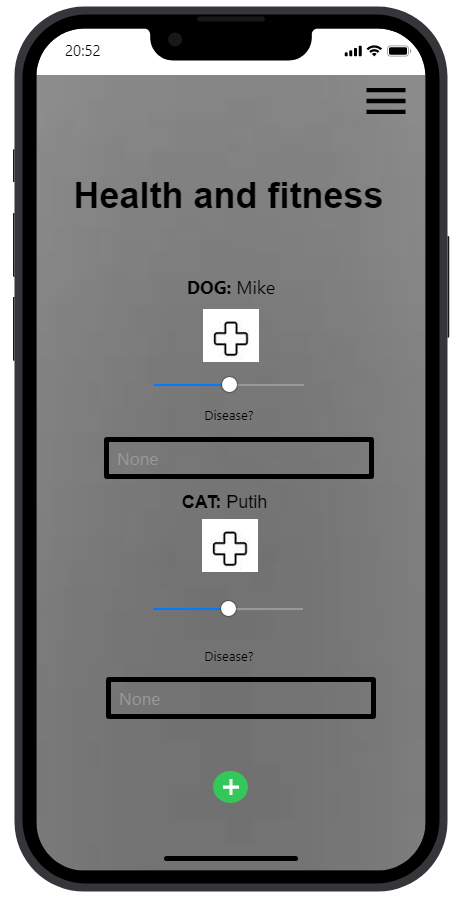 20:52
Health and fitness
DOG: Mike
Disease?
None
CAT: Putih
Disease?
None